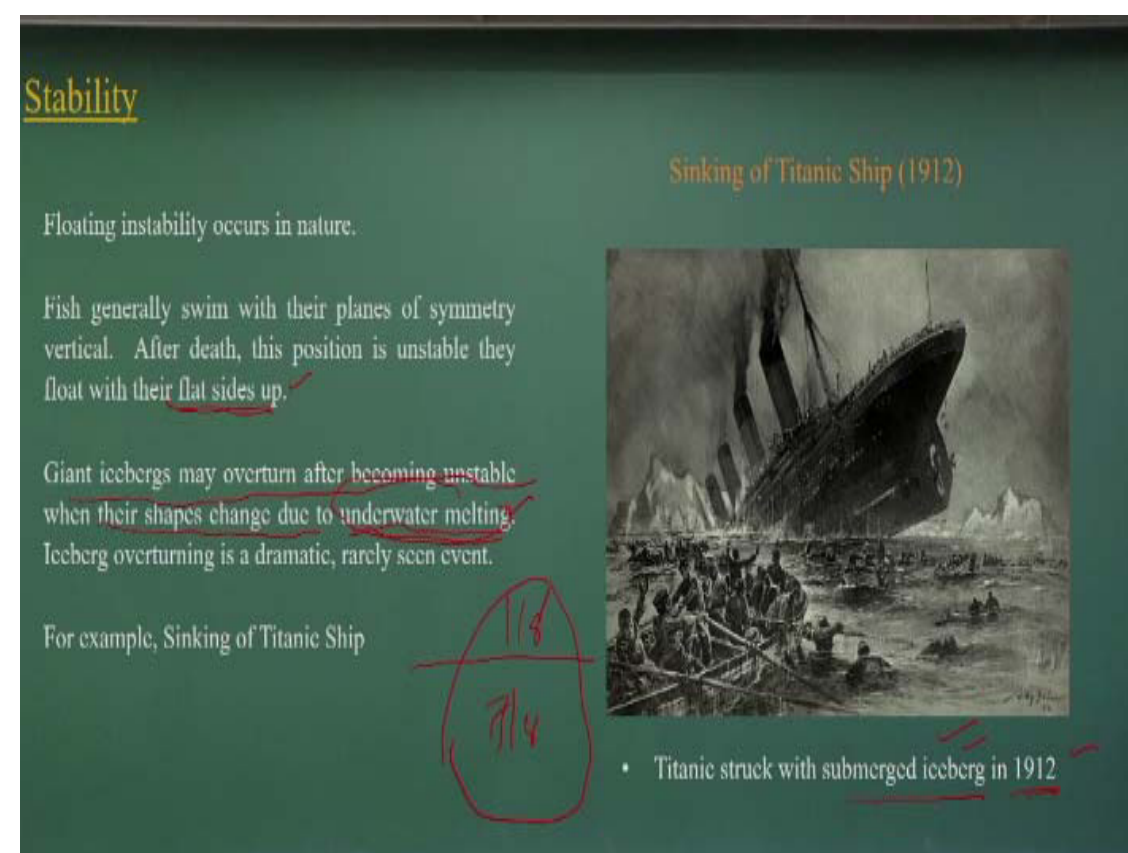 Stability
Sinking of Titanic Ship (1912)
Floating instability occurs in nature.
Fish generally swim with their planes of symmetry
vertical. After death, this position is unstable they
float with their flat sides up.
Giant icebergs may overturn after becoming unstable
when their shapes change due to underwater melting.
Iceberg overturning is a dramatic, rarely seen event.
For example, Sinking of Titanic Ship
1/8
7/8
• Titanic struck with submerged iceberg in 1912